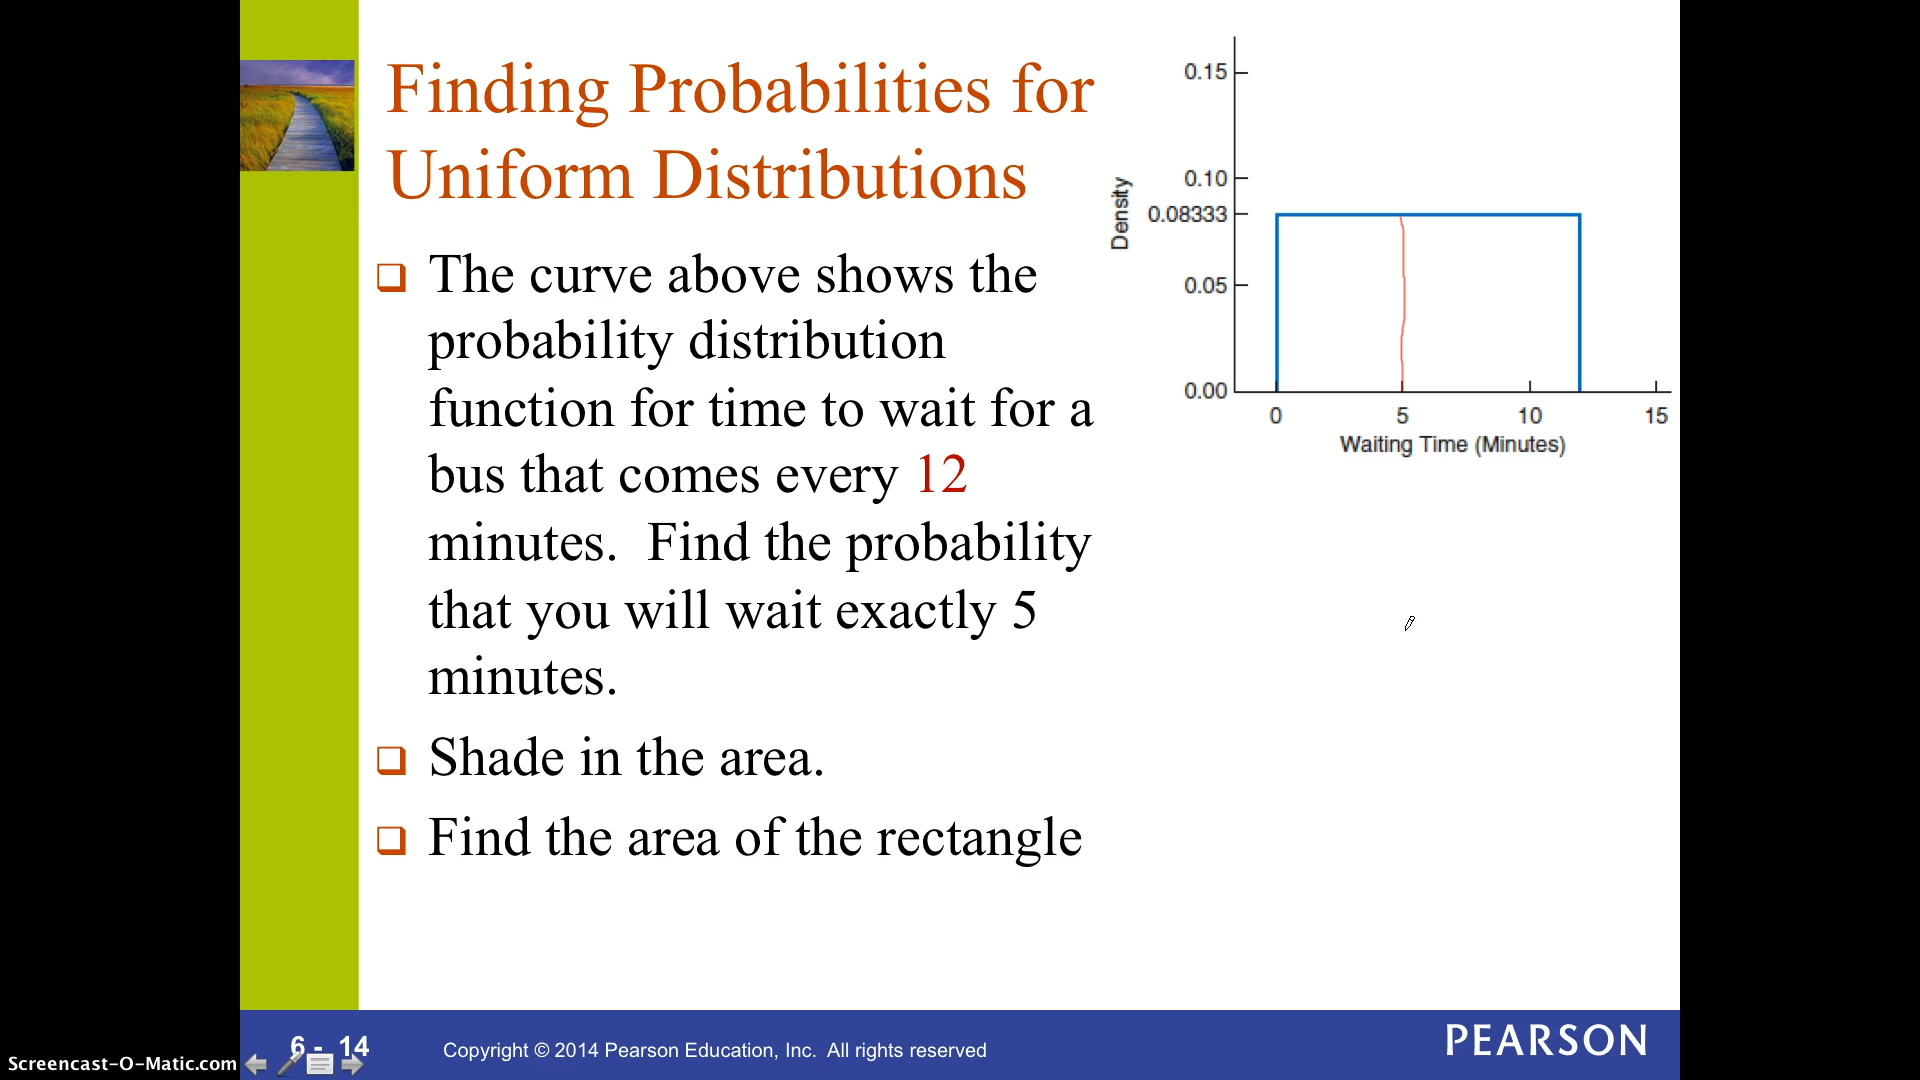 Finding Probabilities for
Uniform Distributions
❑ The curve above shows the
probability distribution
function for time to wait for a
bus that comes every 12
minutes.  Find the probability
that you will wait exactly 5
minutes.
❑ Shade in the area.
❑ Find the area of the rectangle
Density
0.15
0.10
0.08333
0.05
0.00
0 5 10 15
Waiting Time (Minutes)
6 - 14
Copyright © 2014 Pearson Education, Inc.  All rights reserved
PEARSON
Screencast-O-Matic.com